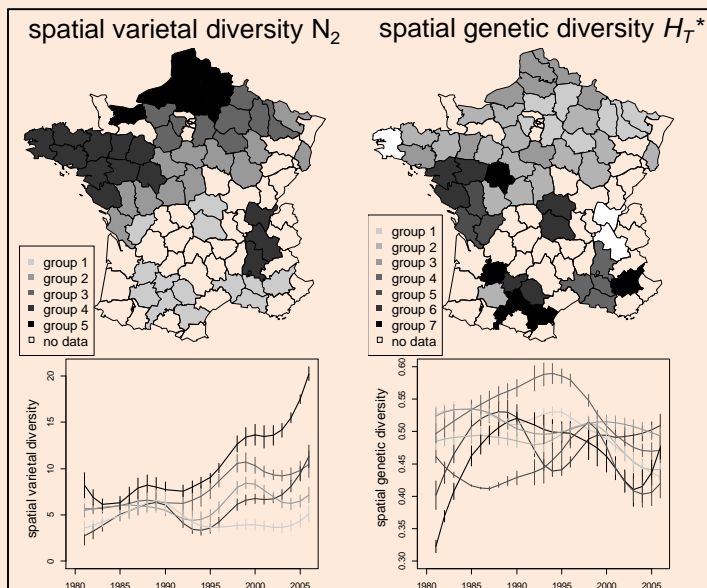 spatial varietal diversity N₂
group 1
group 2
group 3
group 4
group 5
no data
spatial varietal diversity
20
15
10
5
0
1980 1985 1990 1995 2000 2005
spatial genetic diversity H_T*
group 1
group 2
group 3
group 4
group 5
group 6
group 7
no data
spatial genetic diversity
0.60
0.55
0.50
0.45
0.40
0.35
0.30
1980 1985 1990 1995 2000 2005